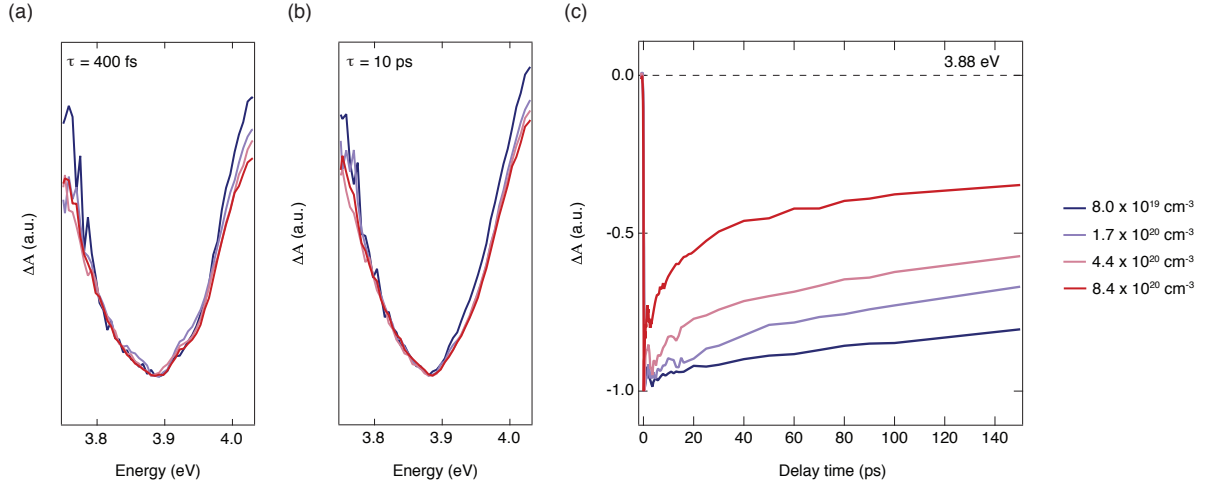 (a)
τ = 400 fs
ΔA (a.u.)
3.8 3.9 4.0
Energy (eV)
(b)
τ = 10 ps
ΔA (a.u.)
3.8 3.9 4.0
Energy (eV)
(c)
3.88 eV
0.0
-0.5
-1.0
ΔA (a.u.)
0 20 40 60 80 100 120 140
Delay time (ps)
8.0 x 10¹⁹ cm⁻³
1.7 x 10²⁰ cm⁻³
4.4 x 10²⁰ cm⁻³
8.4 x 10²⁰ cm⁻³